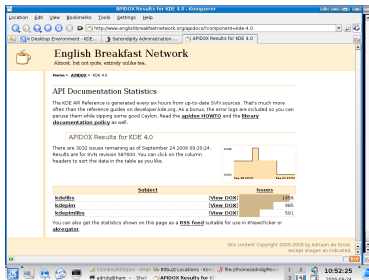 APIDOX Results for KDE 4.0 - Konqueror
Location Edit View Bookmarks Tools Settings Help
http://www.englishbreakfastnetwork.org/apidocs/?component=kde-4.0
K Desktop Environment - KDE...
Serendipity Administration ...
APIDOX Results for KDE 4.0
English Breakfast Network
Almost, but not quite, entirely unlike tea.
Home » APIDOX » KDE 4.0
API Documentation Statistics
The KDE API Reference is generated every six hours from up-to-date SVN sources. That's much more
often that the reference guides on developer.kde.org. As a bonus, the error logs are included so you can
peruse them while sipping some good Ceylon. Read the apidox HOWTO and the library
documentation policy as well.
APIDOX Results for KDE 4.0
There are 3032 issues remaining as of September 24 2006 09:20:24.
Results are for SVN revision 587600. You can click on the column
headers to sort the data in the table as you like.
Subject Issues
kdelibs [View DOX] 1456
kdepim [View DOX] 985
kdepimlibs [View DOX] 591
You can also get the statistics shown on this page as a RSS feed suitable for use in KNewsTicker or
akregator.
Site content Copyright 2005-2006 by Adriaan de Groot,
except images as indicated.
APIDOX Results for KD
10:52:25